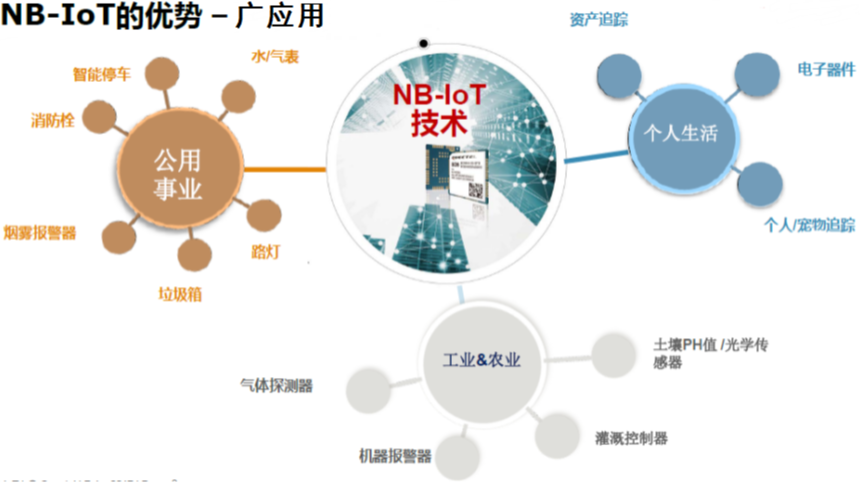 NB-IoT的优势 – 广应用
资产追踪
水/气表
智能停车
电子器件
NB-IoT
技术
消防栓
个人生活
公用
事业
个人/宠物追踪
烟雾报警器
路灯
垃圾箱
工业&农业
土壤PH值 /光学传
感器
气体探测器
灌溉控制器
机器报警器